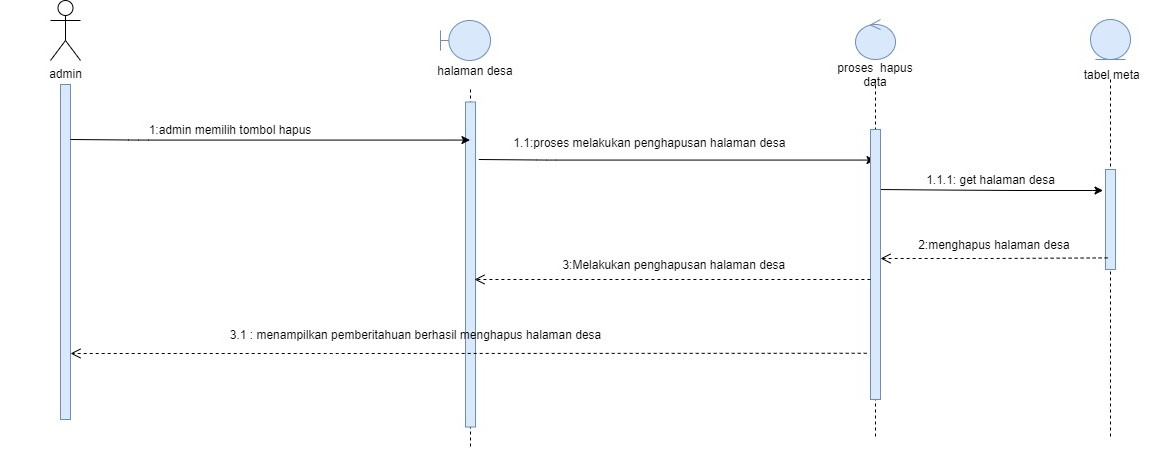 admin
halaman desa
proses hapus
data
tabel meta
1:admin memilih tombol hapus
1.1:proses melakukan penghapusan halaman desa
1.1.1: get halaman desa
2:menghapus halaman desa
3:Melakukan penghapusan halaman desa
3.1 : menampilkan pemberitahuan berhasil menghapus halaman desa